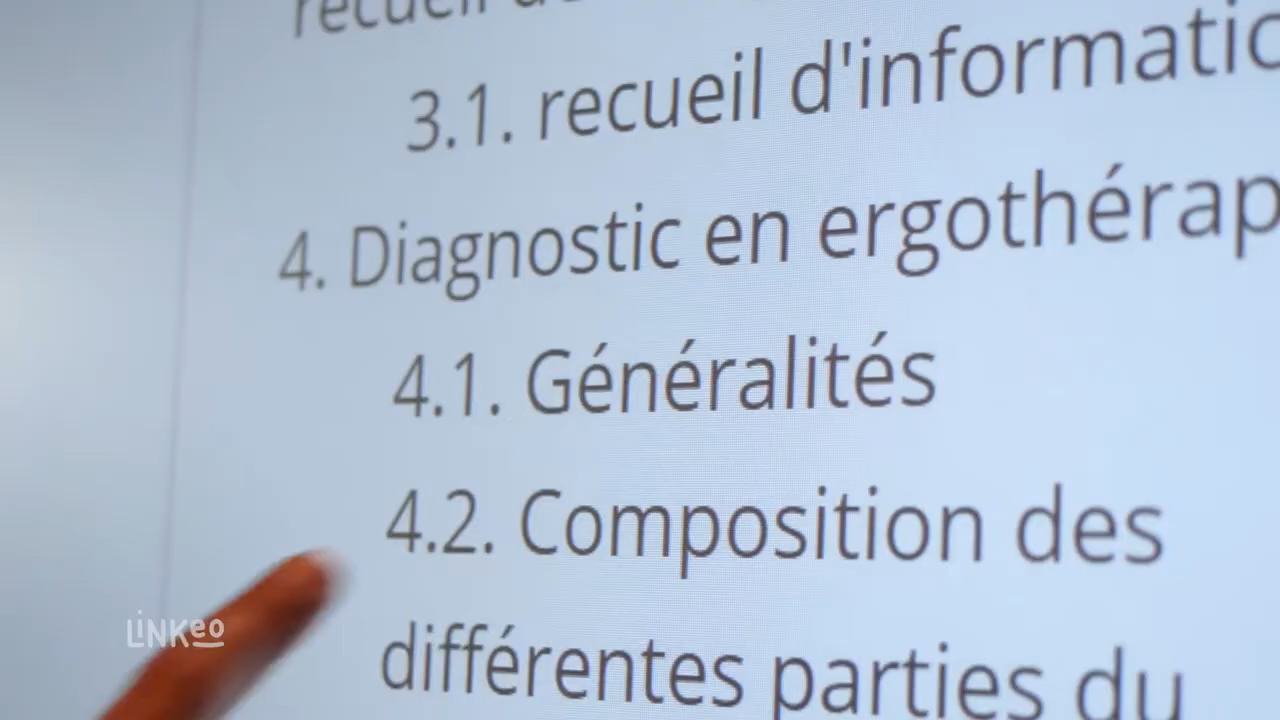 recueil
3.1. recueil d'informatio
4. Diagnostic en ergothérap
4.1. Généralités
4.2. Composition des
différentes parties du
LiNKeo